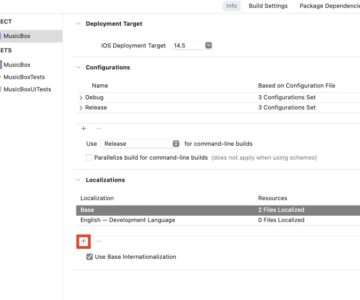 Info Build Settings Package Dependencie
ECT
MusicBox
ETS
MusicBox
MusicBoxTests
MusicBoxUITests
Deployment Target
iOS Deployment Target 14.5
Configurations
Name Based on Configuration File
Debug 3 Configurations Set
Release 3 Configurations Set
+ −
Use Release for command-line builds
Parallelize build for command-line builds (does not apply when using schemes)
Localizations
Localization Resources
Base 2 Files Localized
English — Development Language 0 Files Localized
+ −
Use Base Internationalization